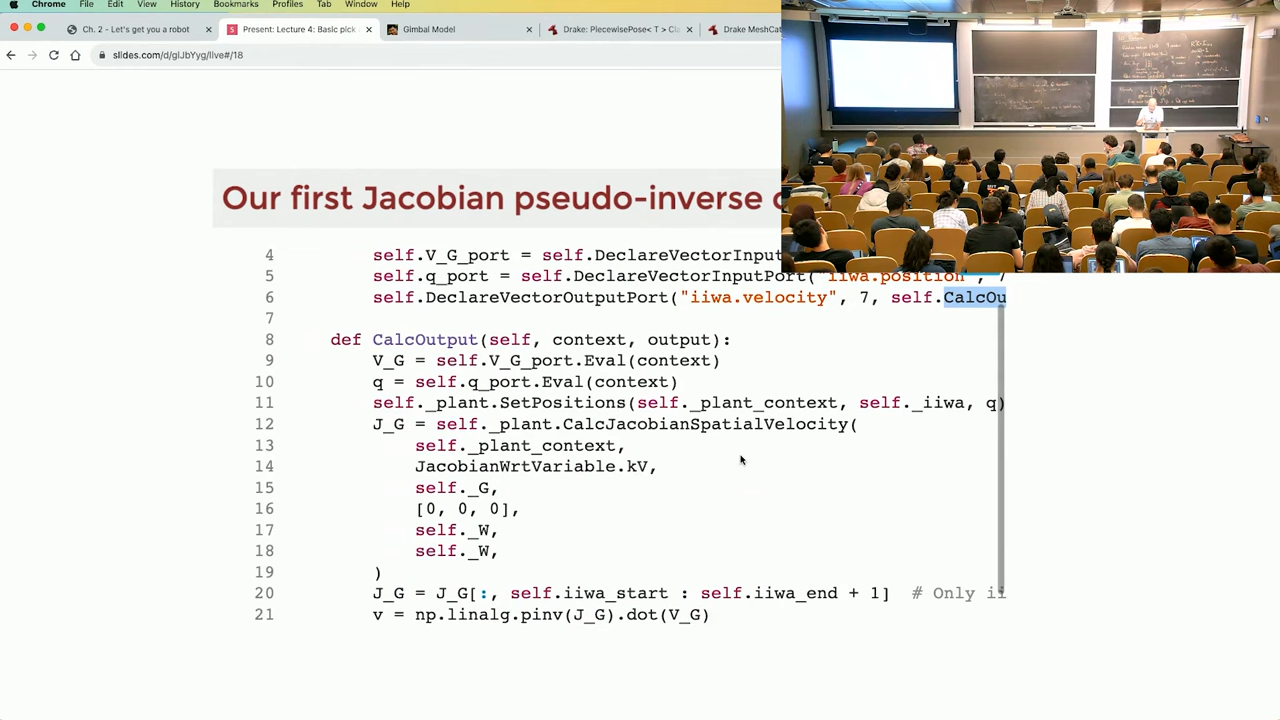 Chrome File Edit View History Bookmarks Profiles Tab Window Help
Ch. 2 - Let's get you a robot
Present: Lecture 4: Basic pick
Gimbal Model
Drake: PiecewisePose< T > Cla
Drake MeshCat
slides.com/d/glJbYyg/live#/18
Our first Jacobian pseudo-inverse
4 self.V_G_port = self.DeclareVectorInput
5 self.q_port = self.DeclareVectorInputPort("iiwa.position", 7
6 self.DeclareVectorOutputPort("iiwa.velocity", 7, self.CalcOu
7
8 def CalcOutput(self, context, output):
9 V_G = self.V_G_port.Eval(context)
10 q = self.q_port.Eval(context)
11 self._plant.SetPositions(self._plant_context, self._iiwa, q)
12 J_G = self._plant.CalcJacobianSpatialVelocity(
13 self._plant_context,
14 JacobianWrtVariable.kV,
15 self._G,
16 [0, 0, 0],
17 self._W,
18 self._W,
19 )
20 J_G = J_G[:, self.iiwa_start : self.iiwa_end + 1] # Only ii
21 v = np.linalg.pinv(J_G).dot(V_G)